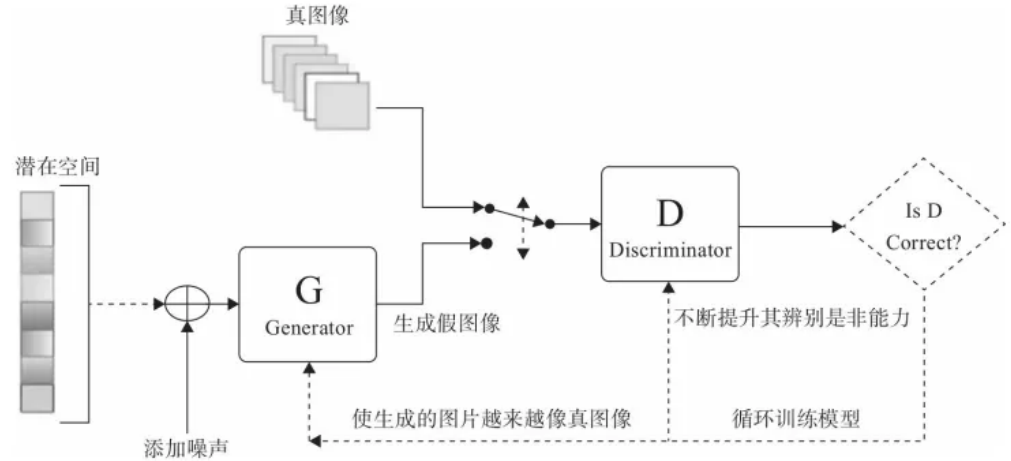 真图像
潜在空间
G
Generator
生成假图像
添加噪声
D
Discriminator
Is D
Correct?
不断提升其辨别是非能力
使生成的图片越来越像真图像
循环训练模型